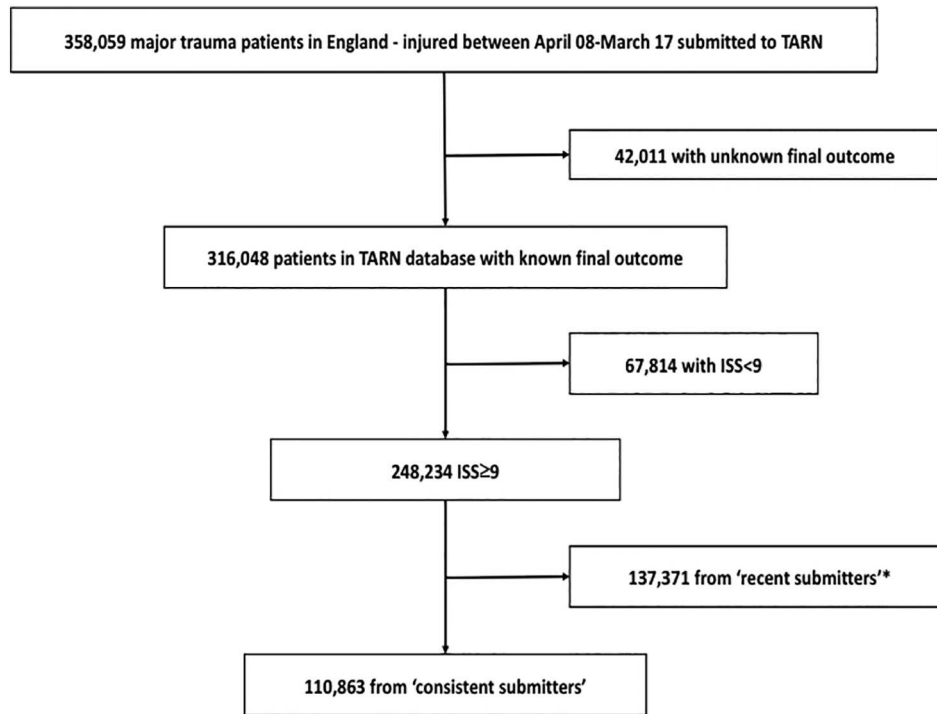 358,059 major trauma patients in England - injured between April 08-March 17 submitted to TARN
42,011 with unknown final outcome
316,048 patients in TARN database with known final outcome
67,814 with ISS<9
248,234 ISS≥9
137,371 from ‘recent submitters’*
110,863 from ‘consistent submitters’